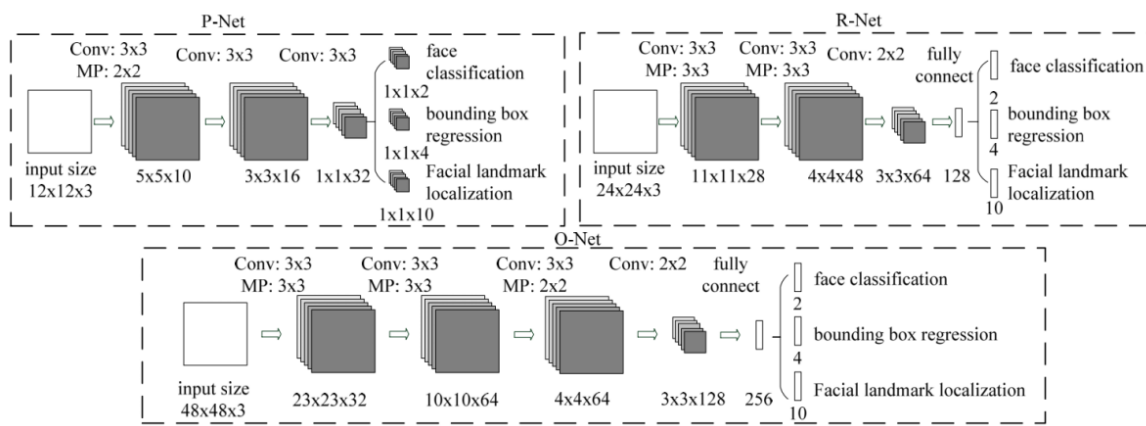 P-Net
Conv: 3x3
MP: 2x2
Conv: 3x3
Conv: 3x3
face
classification
1x1x2
bounding box
regression
1x1x4
Facial landmark
localization
1x1x10
input size
12x12x3
5x5x10
3x3x16
1x1x32
R-Net
Conv: 3x3
MP: 3x3
Conv: 3x3
MP: 3x3
Conv: 2x2
fully
connect
face classification
2
bounding box
regression
4
Facial landmark
localization
10
input size
24x24x3
11x11x28
4x4x48
3x3x64
128
O-Net
Conv: 3x3
MP: 3x3
Conv: 3x3
MP: 3x3
Conv: 3x3
MP: 2x2
Conv: 2x2
fully
connect
face classification
2
bounding box regression
4
Facial landmark localization
10
input size
48x48x3
23x23x32
10x10x64
4x4x64
3x3x128
256